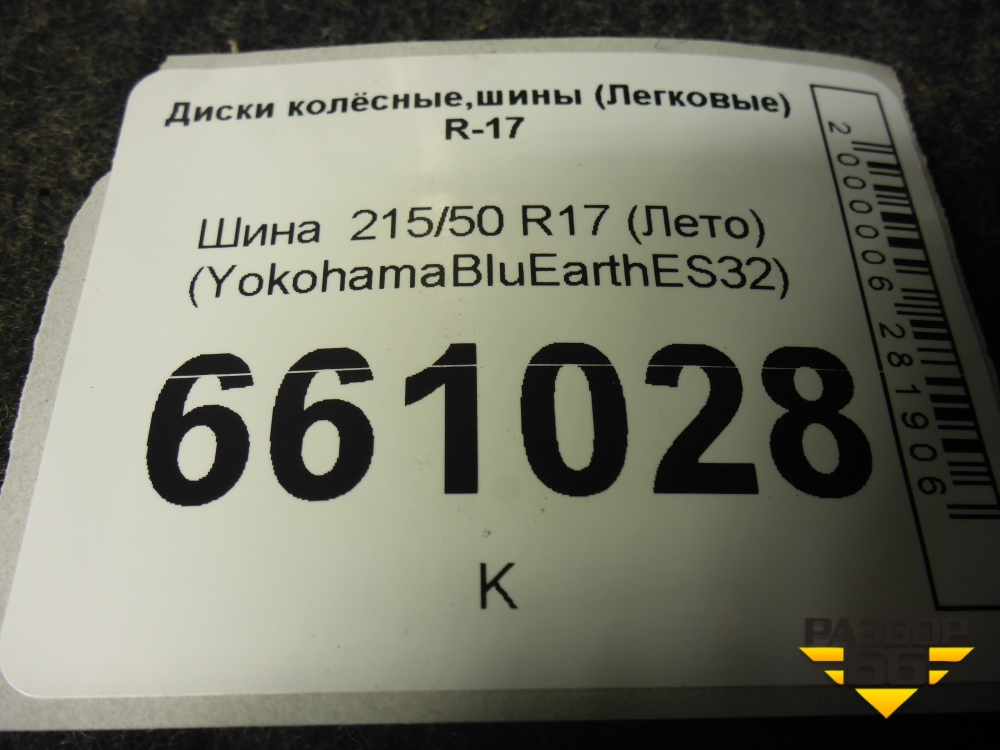 Диски колёсные,шины (Легковые)
R-17
Шина 215/50 R17 (Лето)
(YokohamaBluEarthES32)
661028
K
2000006281906
РАЗБОР
66